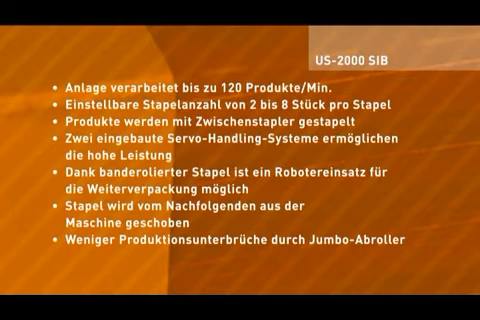 US-2000 SIB
• Anlage verarbeitet bis zu 120 Produkte/Min.
• Einstellbare Stapelanzahl von 2 bis 8 Stück pro Stapel
• Produkte werden mit Zwischenstapler gestapelt
• Zwei eingebaute Servo-Handling-Systeme ermöglichen
die hohe Leistung
• Dank banderolierter Stapel ist ein Robotereinsatz für
die Weiterverpackung möglich
• Stapel wird vom Nachfolgenden aus der
Maschine geschoben
• Weniger Produktionsunterbrüche durch Jumbo-Abroller